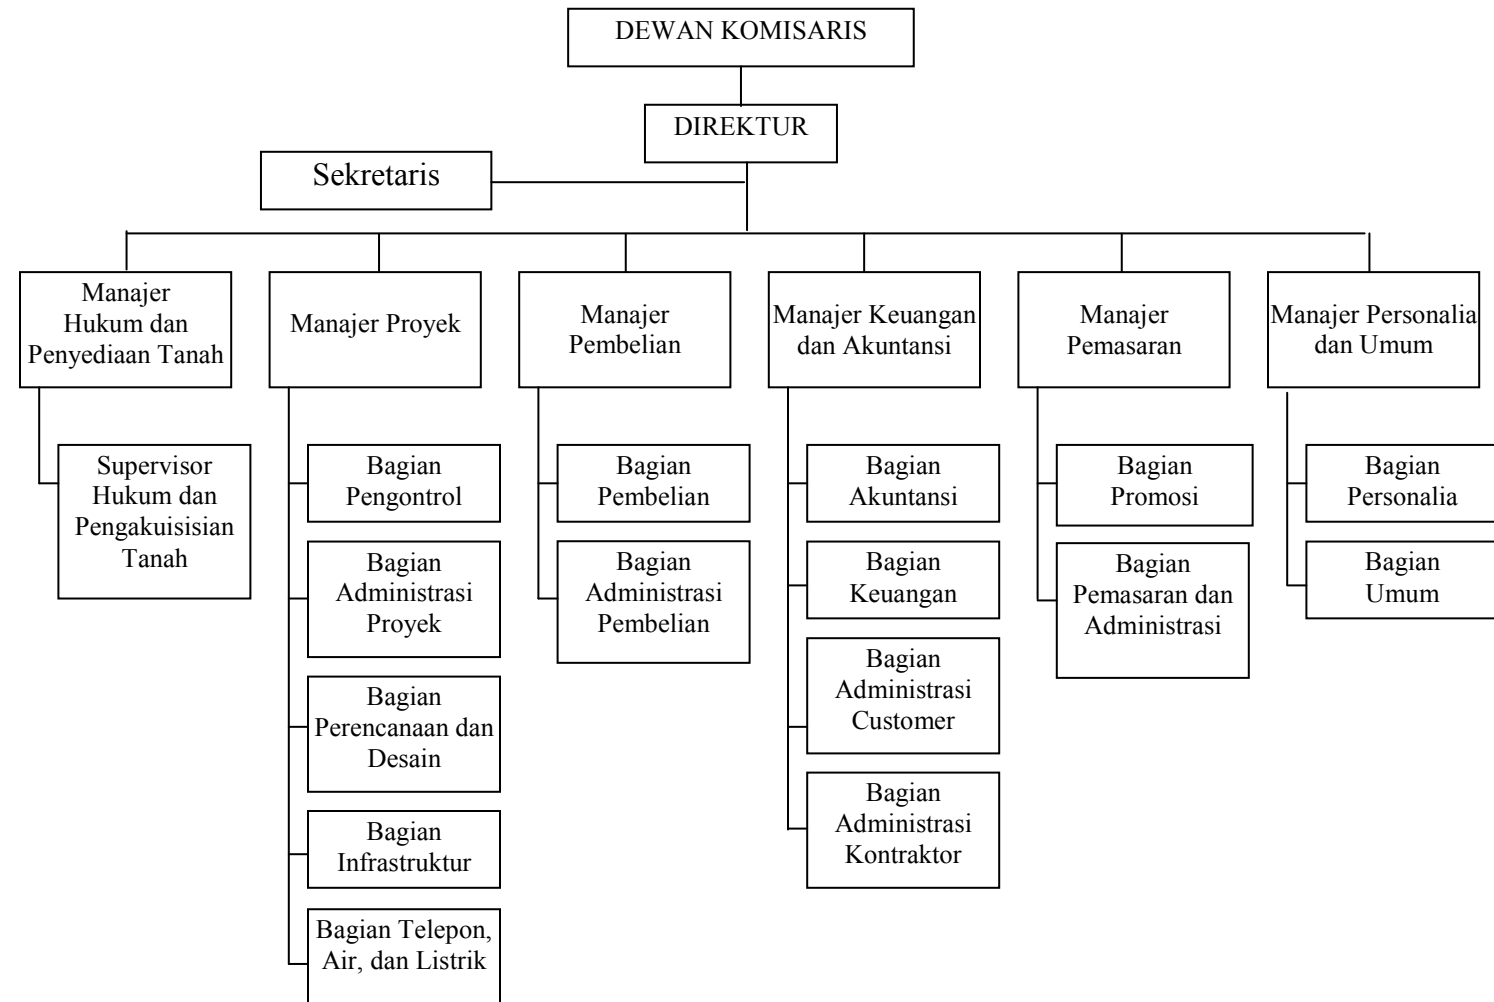 DEWAN KOMISARIS
DIREKTUR
Sekretaris
Manajer
Hukum dan
Penyediaan Tanah
Manajer Proyek
Manajer
Pembelian
Manajer Keuangan
dan Akuntansi
Manajer
Pemasaran
Manajer Personalia
dan Umum
Supervisor
Hukum dan
Pengakuisisian
Tanah
Bagian
Pengontrol
Bagian
Administrasi
Proyek
Bagian
Perencanaan dan
Desain
Bagian
Infrastruktur
Bagian Telepon,
Air, dan Listrik
Bagian
Pembelian
Bagian
Administrasi
Pembelian
Bagian
Akuntansi
Bagian
Keuangan
Bagian
Administrasi
Customer
Bagian
Administrasi
Kontraktor
Bagian
Promosi
Bagian
Pemasaran dan
Administrasi
Bagian
Personalia
Bagian
Umum